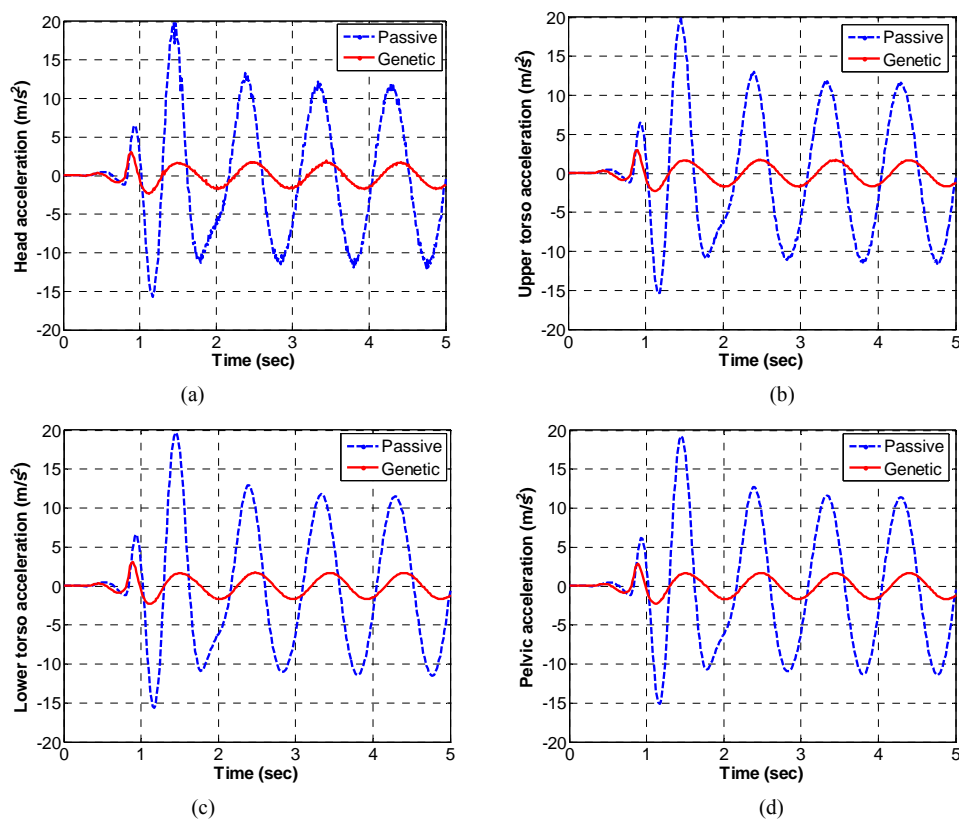 20
15
10
5
0
-5
-10
-15
-20
Head acceleration (m/s²)
Passive
Genetic
0 1 2 3 4 5
Time (sec)
(a)
20
15
10
5
0
-5
-10
-15
-20
Upper torso acceleration (m/s²)
Passive
Genetic
0 1 2 3 4 5
Time (sec)
(b)
20
15
10
5
0
-5
-10
-15
-20
Lower torso acceleration (m/s²)
Passive
Genetic
0 1 2 3 4 5
Time (sec)
(c)
20
15
10
5
0
-5
-10
-15
-20
Pelvic acceleration (m/s²)
Passive
Genetic
0 1 2 3 4 5
Time (sec)
(d)